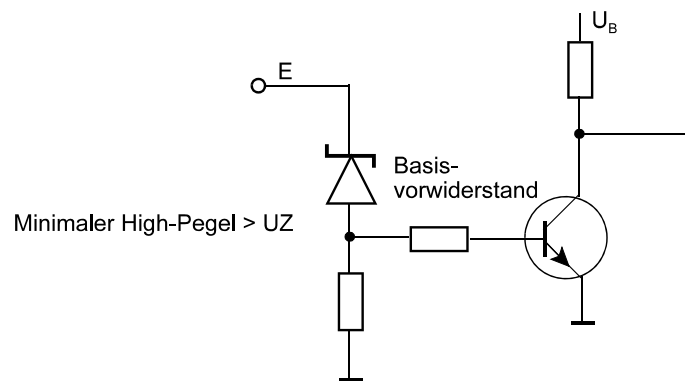 U_B
E
Basis-
vorwiderstand
Minimaler High-Pegel > UZ